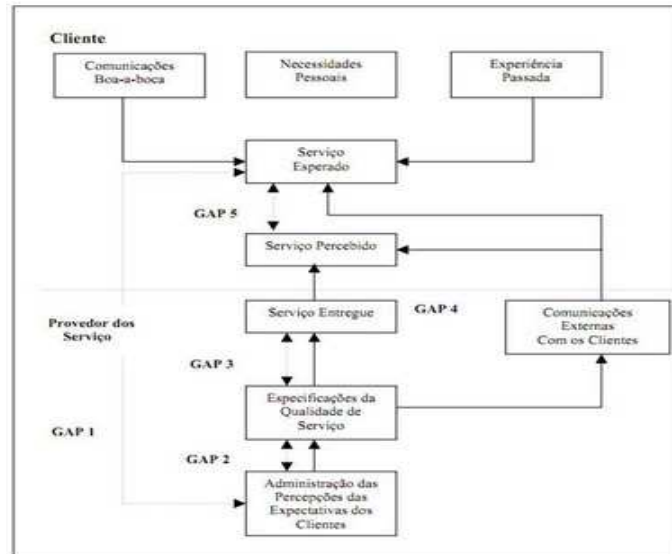 Cliente
Comunicações
Boa-a-boca
Necessidades
Pessoais
Experiência
Passada
Serviço
Esperado
GAP 5
Serviço Percebido
Serviço Entregue
GAP 4
Comunicações
Externas
Com os Clientes
Provedor dos
Serviço
GAP 3
Especificações da
Qualidade de
Serviço
GAP 1
GAP 2
Administração das
Percepções das
Expectativas dos
Clientes